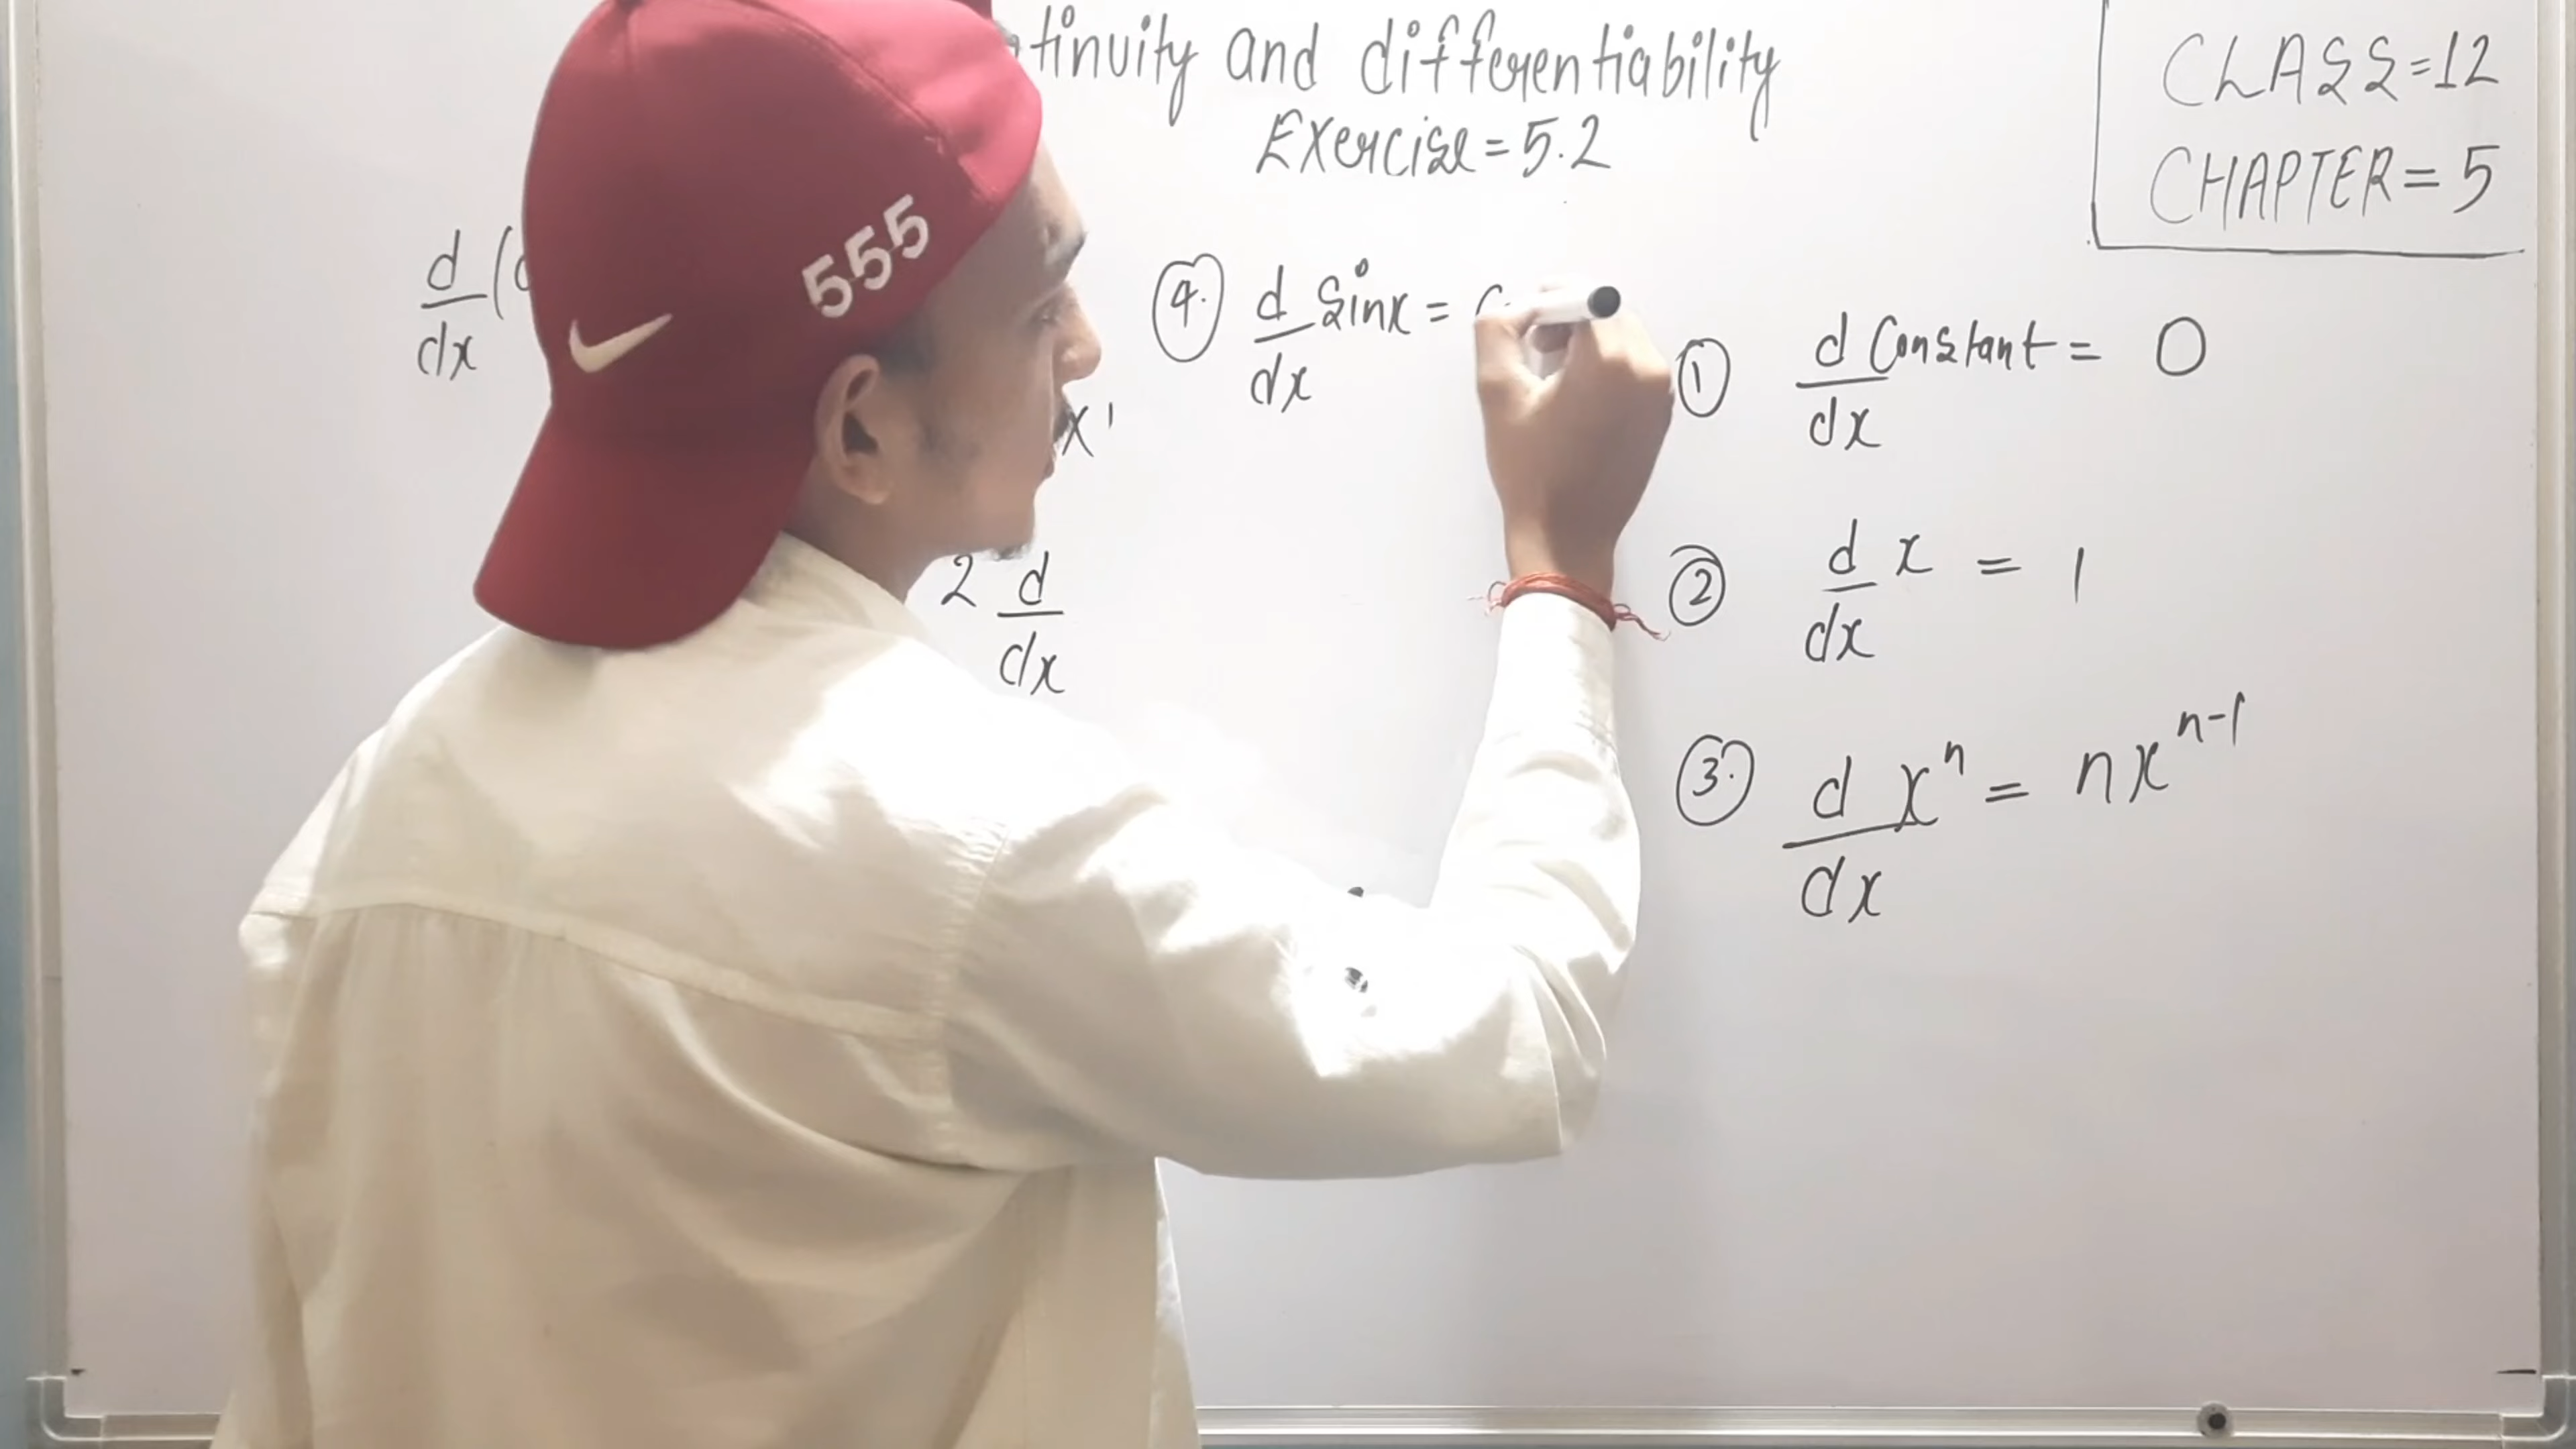 tinuity and differentiability
Exercise = 5.2
CLASS = 12
CHAPTER = 5
555
d/dx (
x¹
2 d/dx
④. d/dx Sinx =
① d/dx Constant = 0
② d/dx x = 1
③. d/dx xⁿ = nxⁿ⁻¹